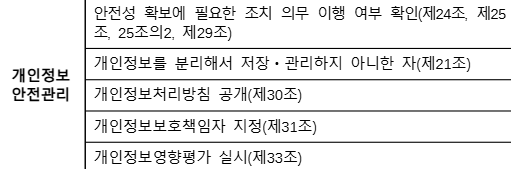 안전성 확보에 필요한 조치 의무 이행 여부 확인(제24조, 제25
조, 25조의2, 제29조)
개인정보를 분리해서 저장・관리하지 아니한 자(제21조)
개인정보
안전관리
개인정보처리방침 공개(제30조)
개인정보보호책임자 지정(제31조)
개인정보영향평가 실시(제33조)